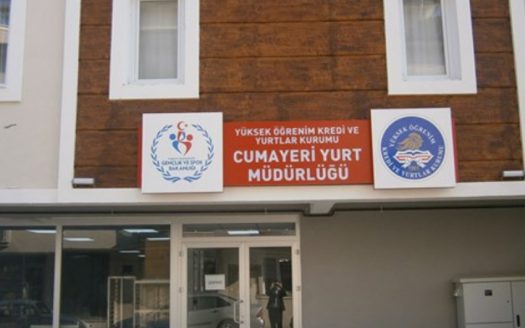 YÜKSEK ÖĞRENİM KREDİ VE
YURTLAR KURUMU
CUMAYERİ YURT
MÜDÜRLÜĞÜ
GENÇLİK VE SPOR
BAKANLIĞI
YÜKSEK ÖĞRENİM
KREDİ VE YURTLAR KURUMU